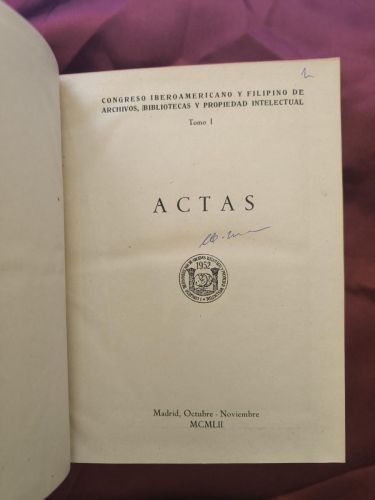 CONGRESO IBEROAMERICANO Y FILIPINO DE
ARCHIVOS, BIBLIOTECAS Y PROPIEDAD INTELECTUAL
Tomo I
ACTAS
1952
Madrid, Octubre - Noviembre
MCMLII